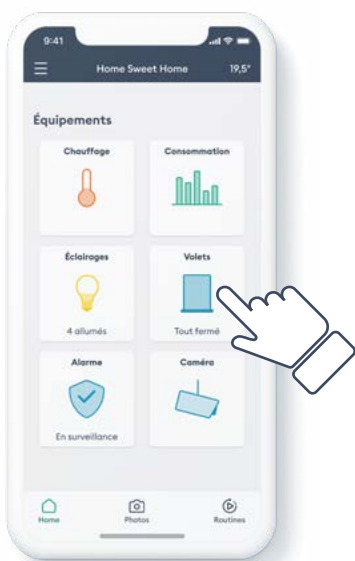 9:41
Home Sweet Home 19,5°
Équipements
Chauffage Consommation
Éclairages Volets
4 allumés Tout fermé
Alarme Caméra
En surveillance
Home Photos Routines